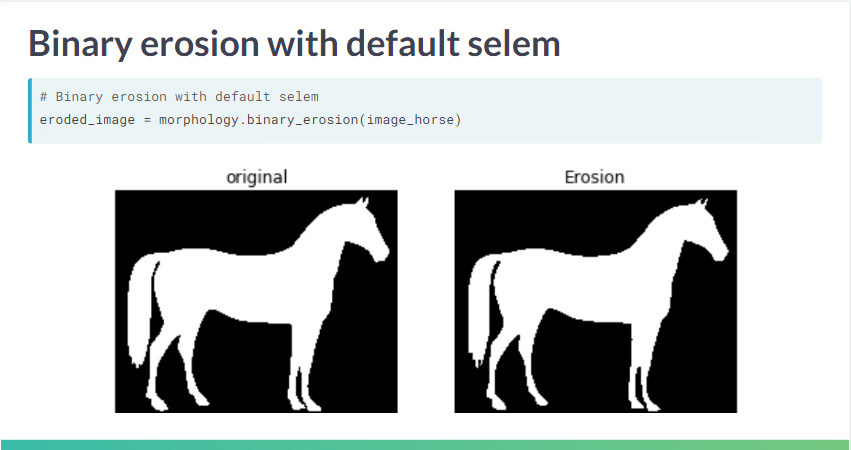 Binary erosion with default selem
# Binary erosion with default selem
eroded_image = morphology.binary_erosion(image_horse)
original
Erosion